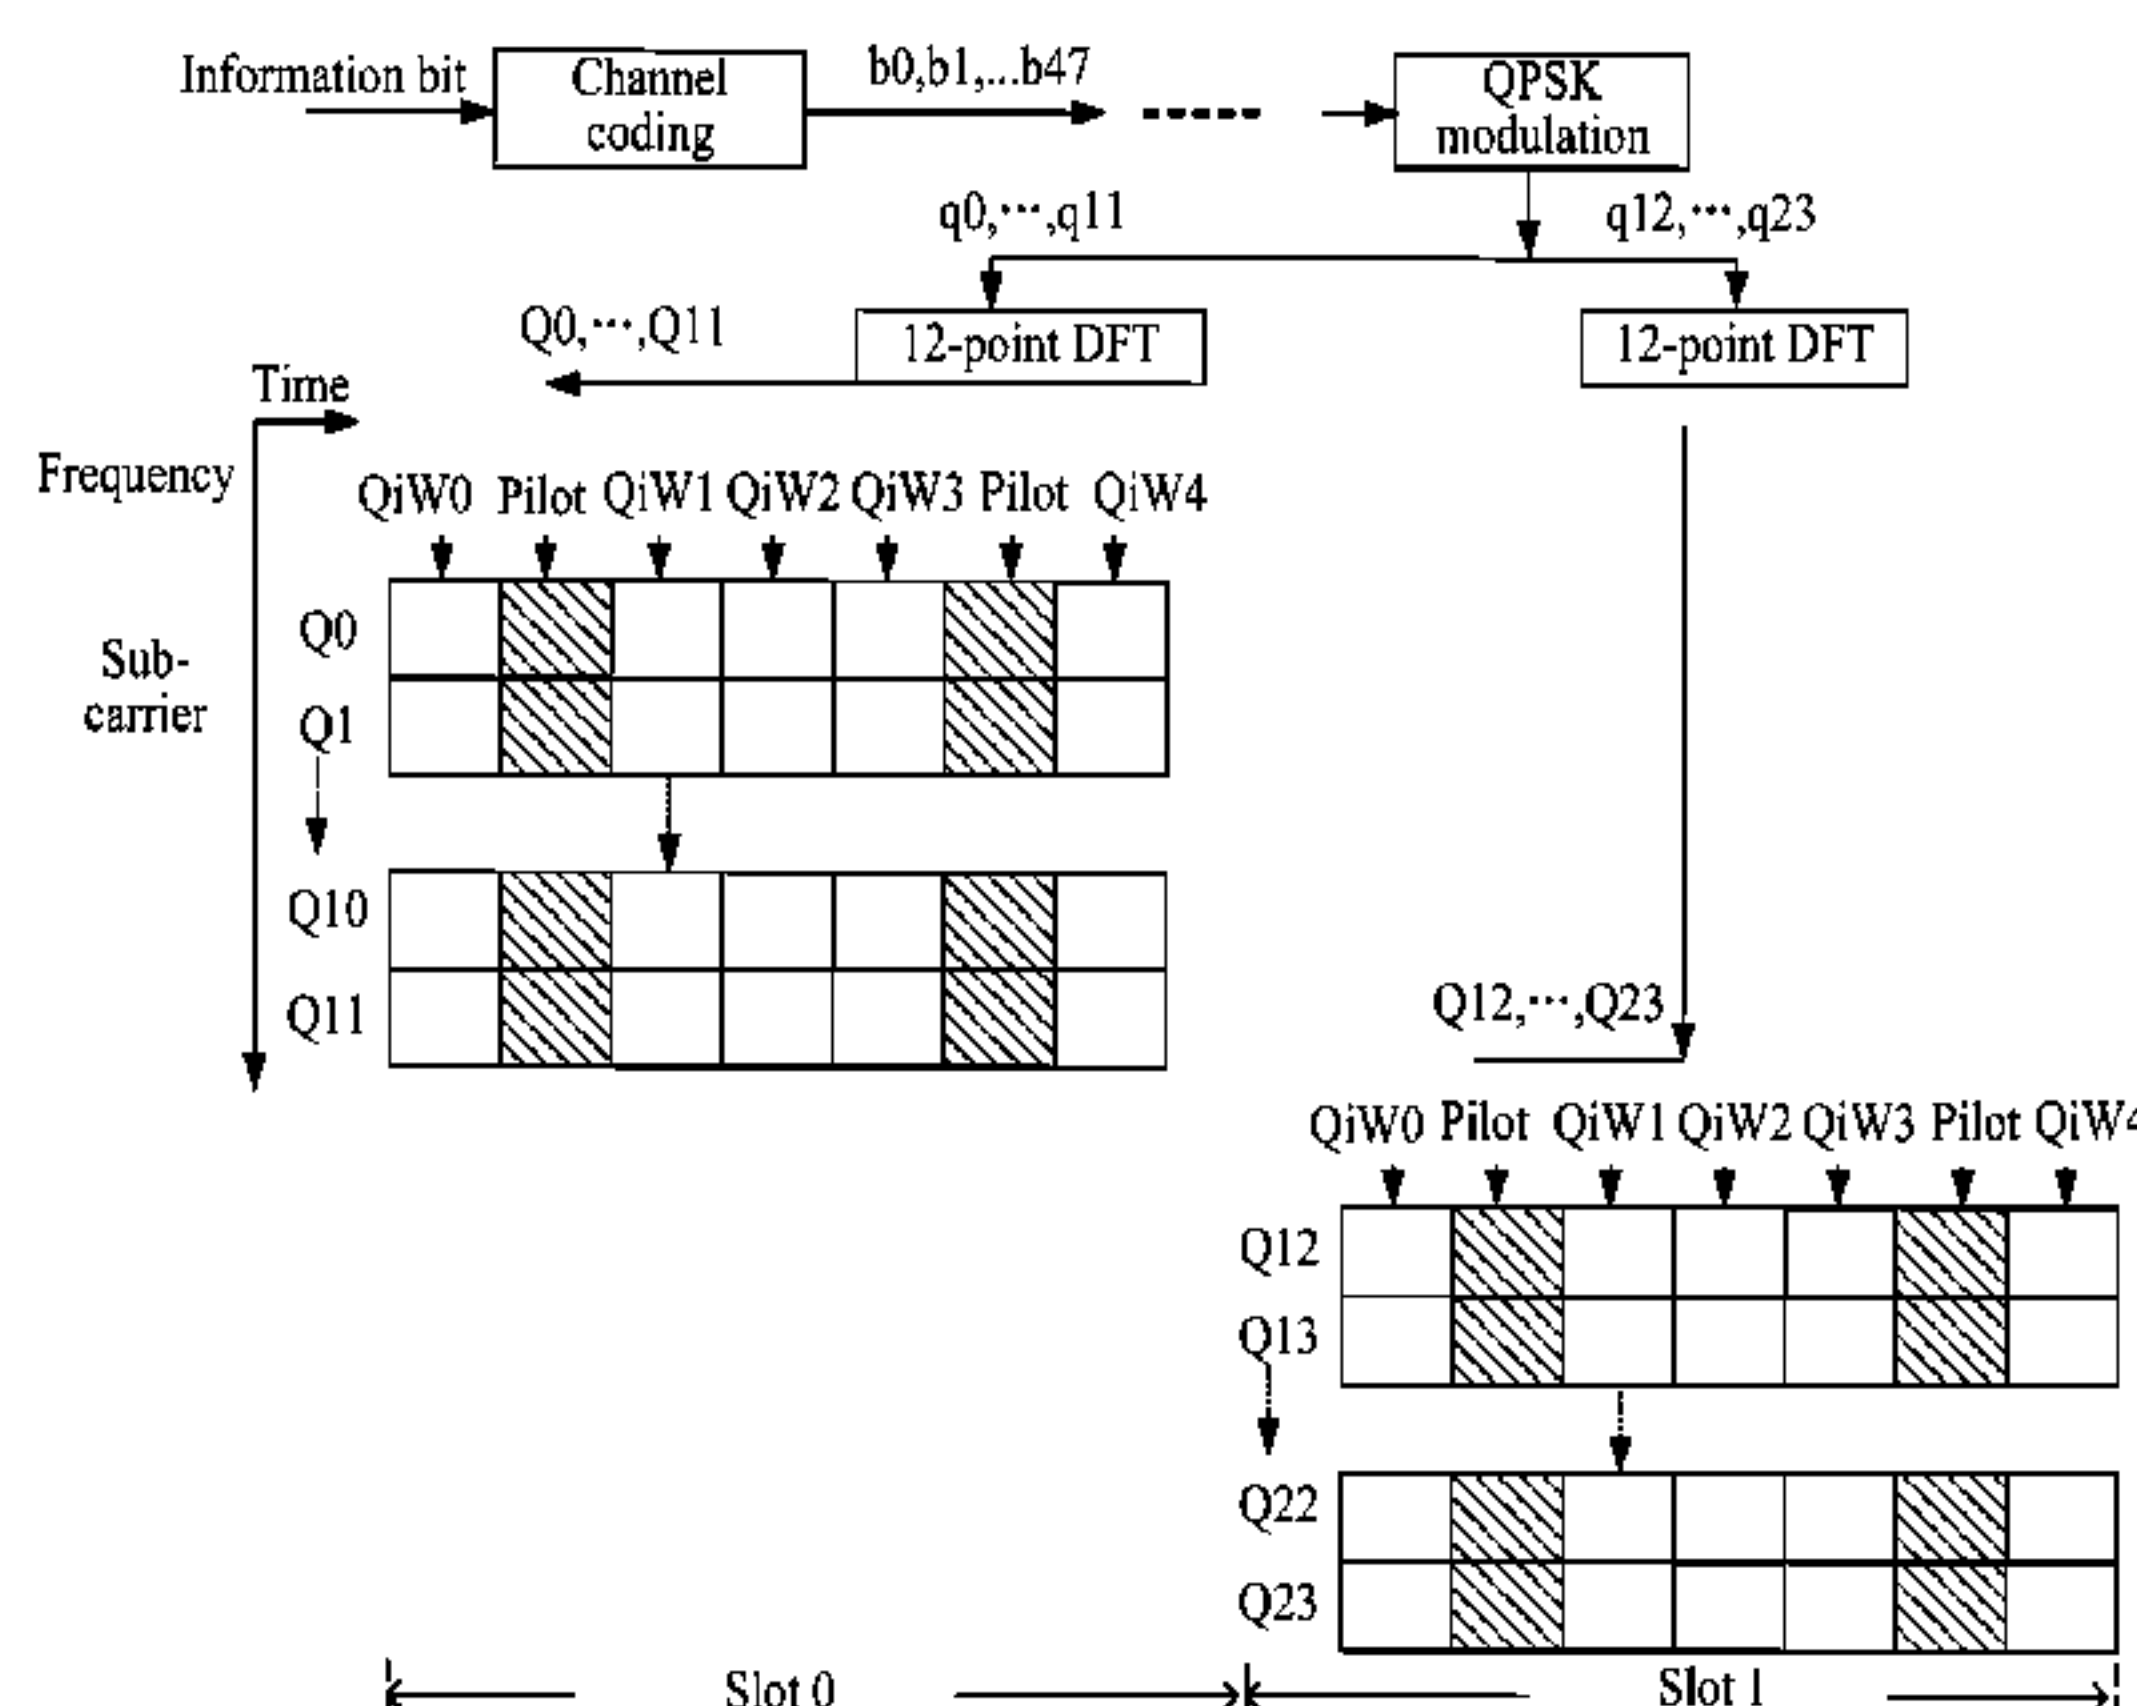 Information bit
Channel
coding
b0,b1,...b47
QPSK
modulation
q0,···,q11
q12,···,q23
Q0,···,Q11
12-point DFT
12-point DFT
Time
Frequency
QiW0 Pilot QiW1 QiW2 QiW3 Pilot QiW4
Q0
Sub-
carrier
Q1
Q10
Q11
Q12,···,Q23
QiW0 Pilot QiW1 QiW2 QiW3 Pilot QiW4
Q12
Q13
Q22
Q23
Slot 0
Slot 1